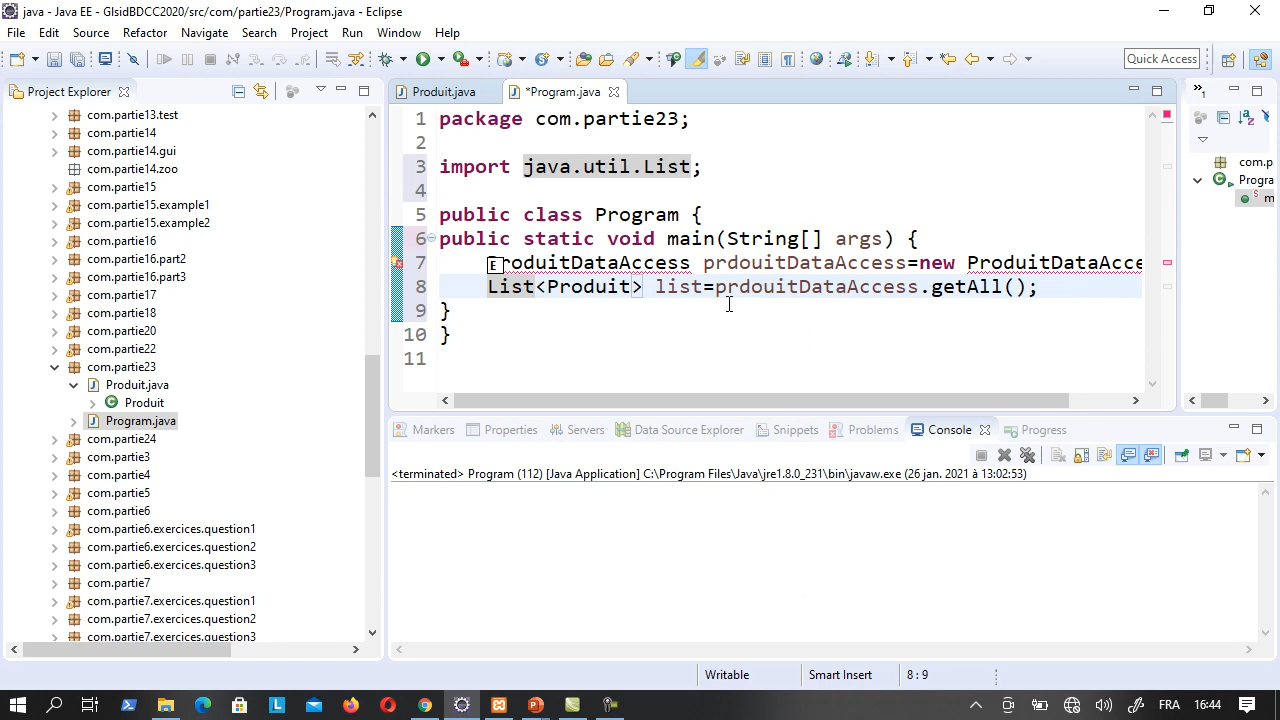 java - Java EE - GlsidBDCC2020/src/com/partie23/Program.java - Eclipse
File Edit Source Refactor Navigate Search Project Run Window Help
Quick Access
Project Explorer
com.partie13.test
com.partie14
com.partie14.gui
com.partie14.zoo
com.partie15
com.partie15.example1
com.partie15.example2
com.partie16
com.partie16.part2
com.partie16.part3
com.partie17
com.partie18
com.partie20
com.partie22
com.partie23
Produit.java
Produit
Program.java
com.partie24
com.partie3
com.partie4
com.partie5
com.partie6
com.partie6.exercices.question1
com.partie6.exercices.question2
com.partie6.exercices.question3
com.partie7
com.partie7.exercices.question1
com.partie7.exercices.question2
com.partie7.exercices.question3
Produit.java *Program.java
1 package com.partie23;
2
3 import java.util.List;
4
5 public class Program {
6 public static void main(String[] args) {
7 ProduitDataAccess prdouitDataAccess=new ProduitDataAcce
8 List<Produit> list=prdouitDataAccess.getAll();
9 }
10 }
11
com.p
Progra
m
Markers Properties Servers Data Source Explorer Snippets Problems Console Progress
<terminated> Program (112) [Java Application] C:\Program Files\Java\jre1.8.0_231\bin\javaw.exe (26 jan. 2021 à 13:02:53)
Writable Smart Insert 8 : 9
FR 16:44